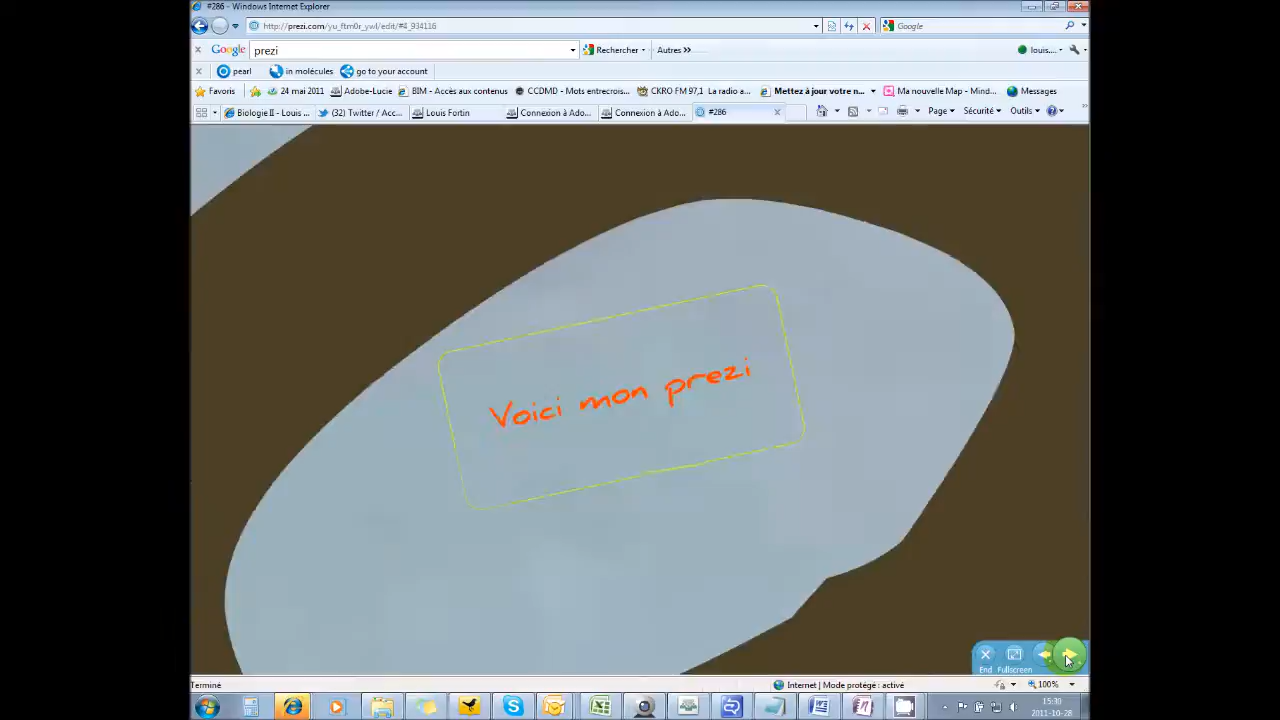 #286 - Windows Internet Explorer
http://prezi.com/yu_ftm0r_ywl/edit/#4_934116
Google
Google
prezi
Rechercher
Autres »
louis....
pearl
in molécules
go to your account
Favoris
24 mai 2011
Adobe-Lucie
BIM - Accès aux contenus
CCDMD - Mots entrecrois...
CKRO FM 97,1 La radio a...
Mettez à jour votre n...
Ma nouvelle Map - Mind...
Messages
Biologie II - Louis ...
(32) Twitter / Acc...
Louis Fortin
Connexion à Ado...
Connexion à Ado...
#286
Page
Sécurité
Outils
Voici mon prezi
End
Fullscreen
Terminé
Internet | Mode protégé : activé
100%
15:30
2011-10-28